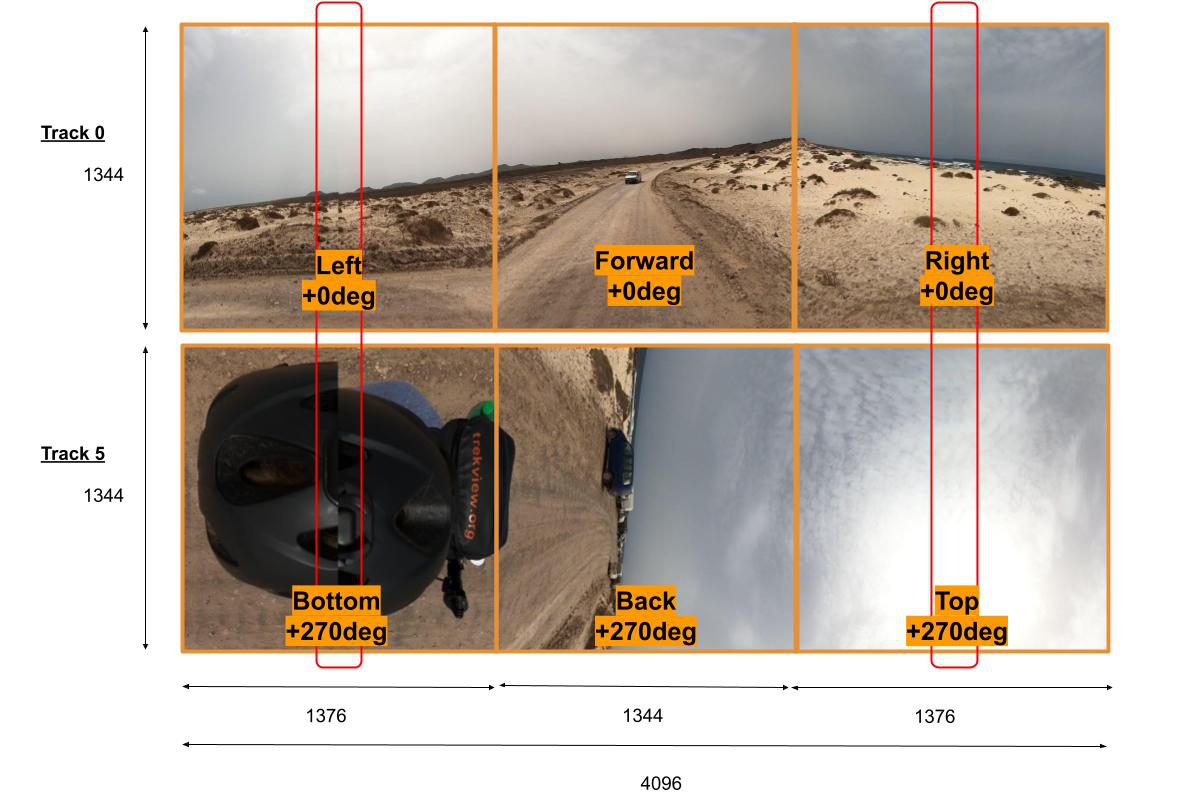 Track 0
1344
Left
+0deg
Forward
+0deg
Right
+0deg
Track 5
1344
trekview.org
Bottom
+270deg
Back
+270deg
Top
+270deg
1376
1344
1376
4096